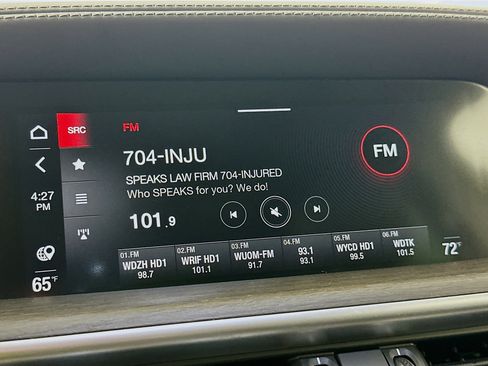 SRC
FM
704-INJU
SPEAKS LAW FIRM 704-INJURED
Who SPEAKS for you? We do!
101.9
FM
4:27
PM
65°F
72°F
01.FM
WDZH HD1
98.7
02.FM
WRIF HD1
101.1
03.FM
WUOM-FM
91.7
04.FM
93.1
93.1
05.FM
WYCD HD1
99.5
06.FM
WDTK
101.5